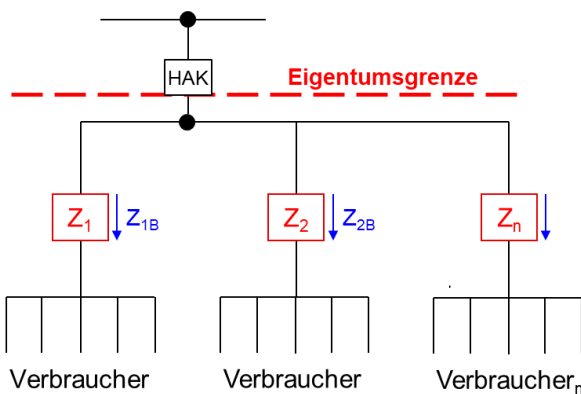 HAK
Eigentumsgrenze
Z₁ Z₁B Z₂ Z₂B Zₙ
Verbraucher Verbraucher Verbraucherₙ